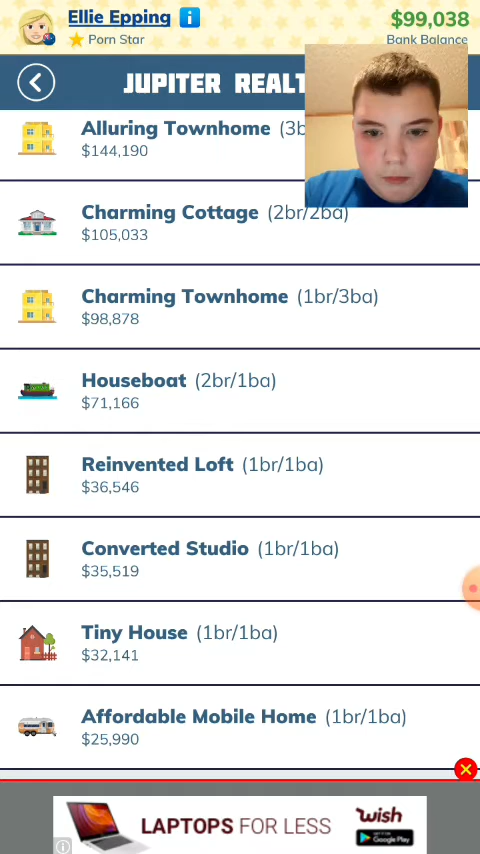 Ellie Epping i
$99,038
Porn Star
Bank Balance
JUPITER REALT
Alluring Townhome (3b
$144,190
Charming Cottage (2br/2ba)
$105,033
Charming Townhome (1br/3ba)
$98,878
Houseboat (2br/1ba)
$71,166
Reinvented Loft (1br/1ba)
$36,546
Converted Studio (1br/1ba)
$35,519
Tiny House (1br/1ba)
$32,141
Affordable Mobile Home (1br/1ba)
$25,990
LAPTOPS FOR LESS
wish
Google Play